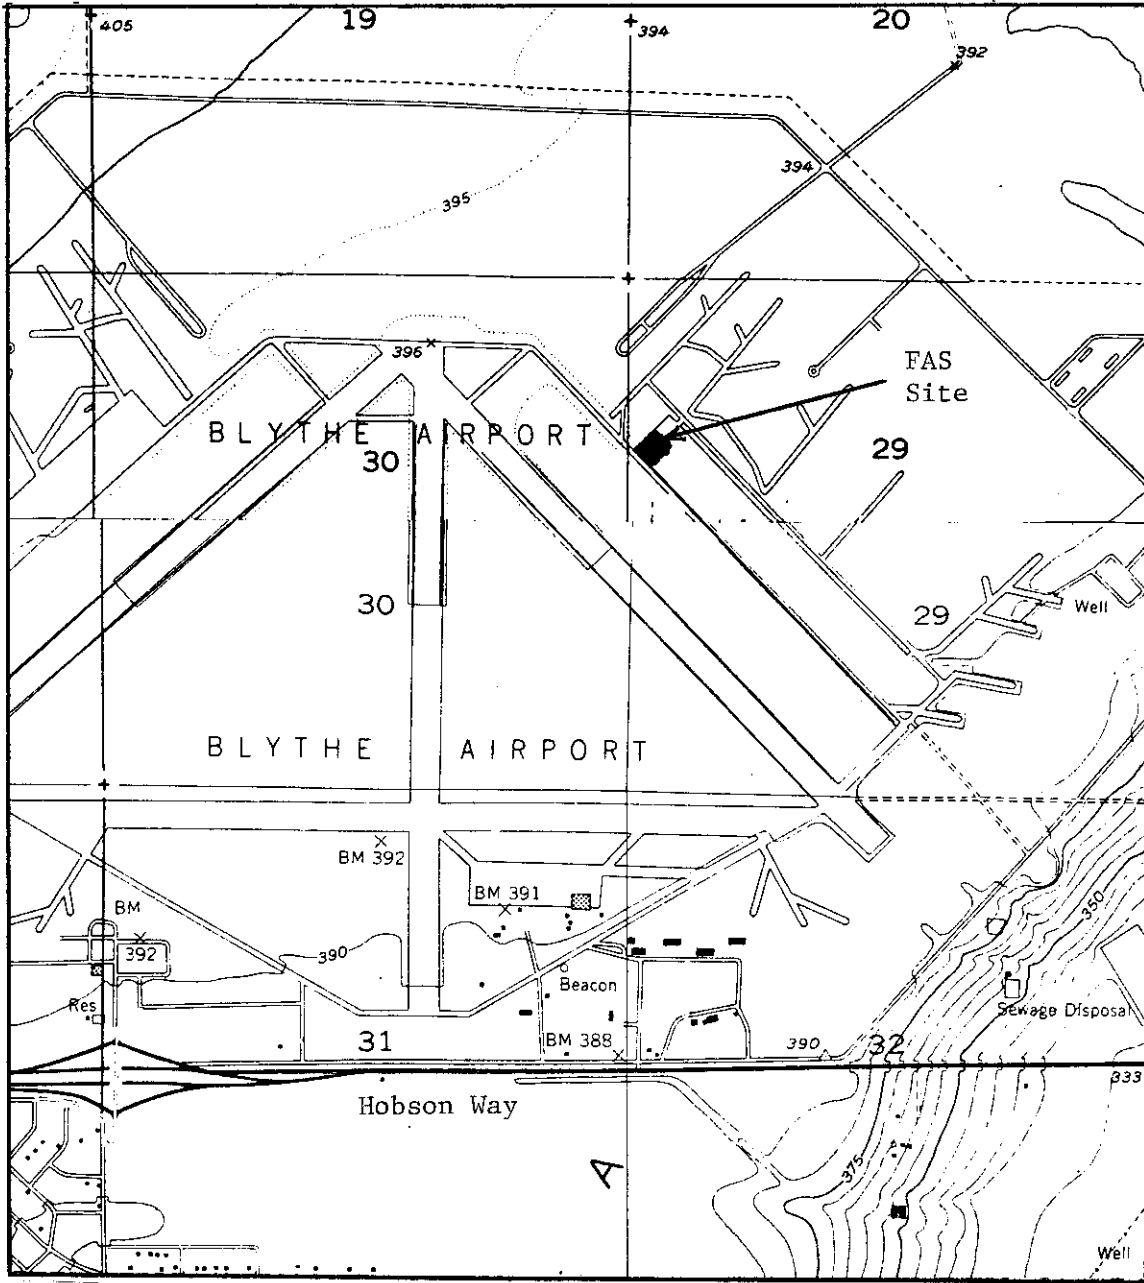 405
19
394
20
392
394
395
396
FAS
Site
BLYTHE AIRPORT
30
29
30
29
Well
BLYTHE AIRPORT
BM 392
BM 391
BM
392
390
350
Beacon
Res
Sewage Disposal
31
BM 388
390
32
333
Hobson Way
A
375
Well